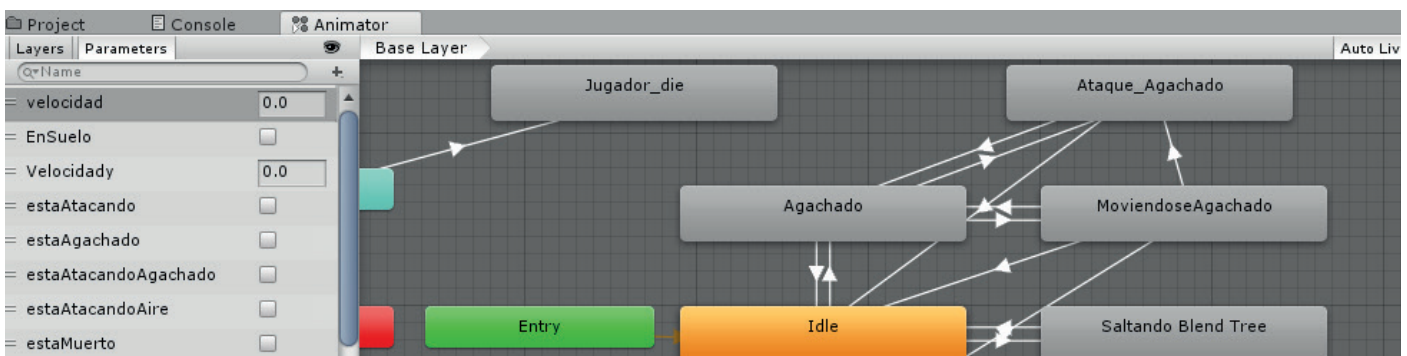 Project Console Animator
Layers Parameters Base Layer Auto Liv
Name
Jugador_die Ataque_Agachado
velocidad 0.0
EnSuelo
Velocidady 0.0
estaAtacando Agachado MoviendoseAgachado
estaAgachado
estaAtacandoAgachado
estaAtacandoAire
Entry Idle Saltando Blend Tree
estaMuerto